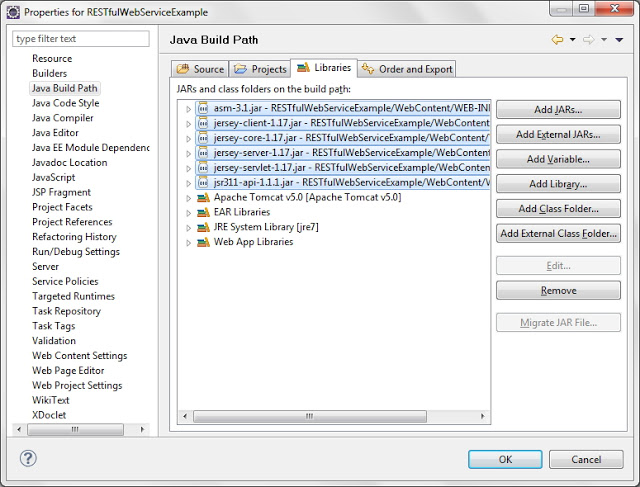 Properties for RESTfulWebServiceExample
type filter text
Resource
Builders
Java Build Path
Java Code Style
Java Compiler
Java Editor
Java EE Module Dependenc
Javadoc Location
JavaScript
JSP Fragment
Project Facets
Project References
Refactoring History
Run/Debug Settings
Server
Service Policies
Targeted Runtimes
Task Repository
Task Tags
Validation
Web Content Settings
Web Page Editor
Web Project Settings
WikiText
XDoclet
Java Build Path
Source
Projects
Libraries
Order and Export
JARs and class folders on the build path:
asm-3.1.jar - RESTfulWebServiceExample/WebContent/WEB-INF
jersey-client-1.17.jar - RESTfulWebServiceExample/WebContent
jersey-core-1.17.jar - RESTfulWebServiceExample/WebContent
jersey-server-1.17.jar - RESTfulWebServiceExample/WebContent
jersey-servlet-1.17.jar - RESTfulWebServiceExample/WebContent
jsr311-api-1.1.1.jar - RESTfulWebServiceExample/WebContent/W
Apache Tomcat v5.0 [Apache Tomcat v5.0]
EAR Libraries
JRE System Library [jre7]
Web App Libraries
Add JARs...
Add External JARs...
Add Variable...
Add Library...
Add Class Folder...
Add External Class Folder...
Edit...
Remove
Migrate JAR File...
?
OK
Cancel